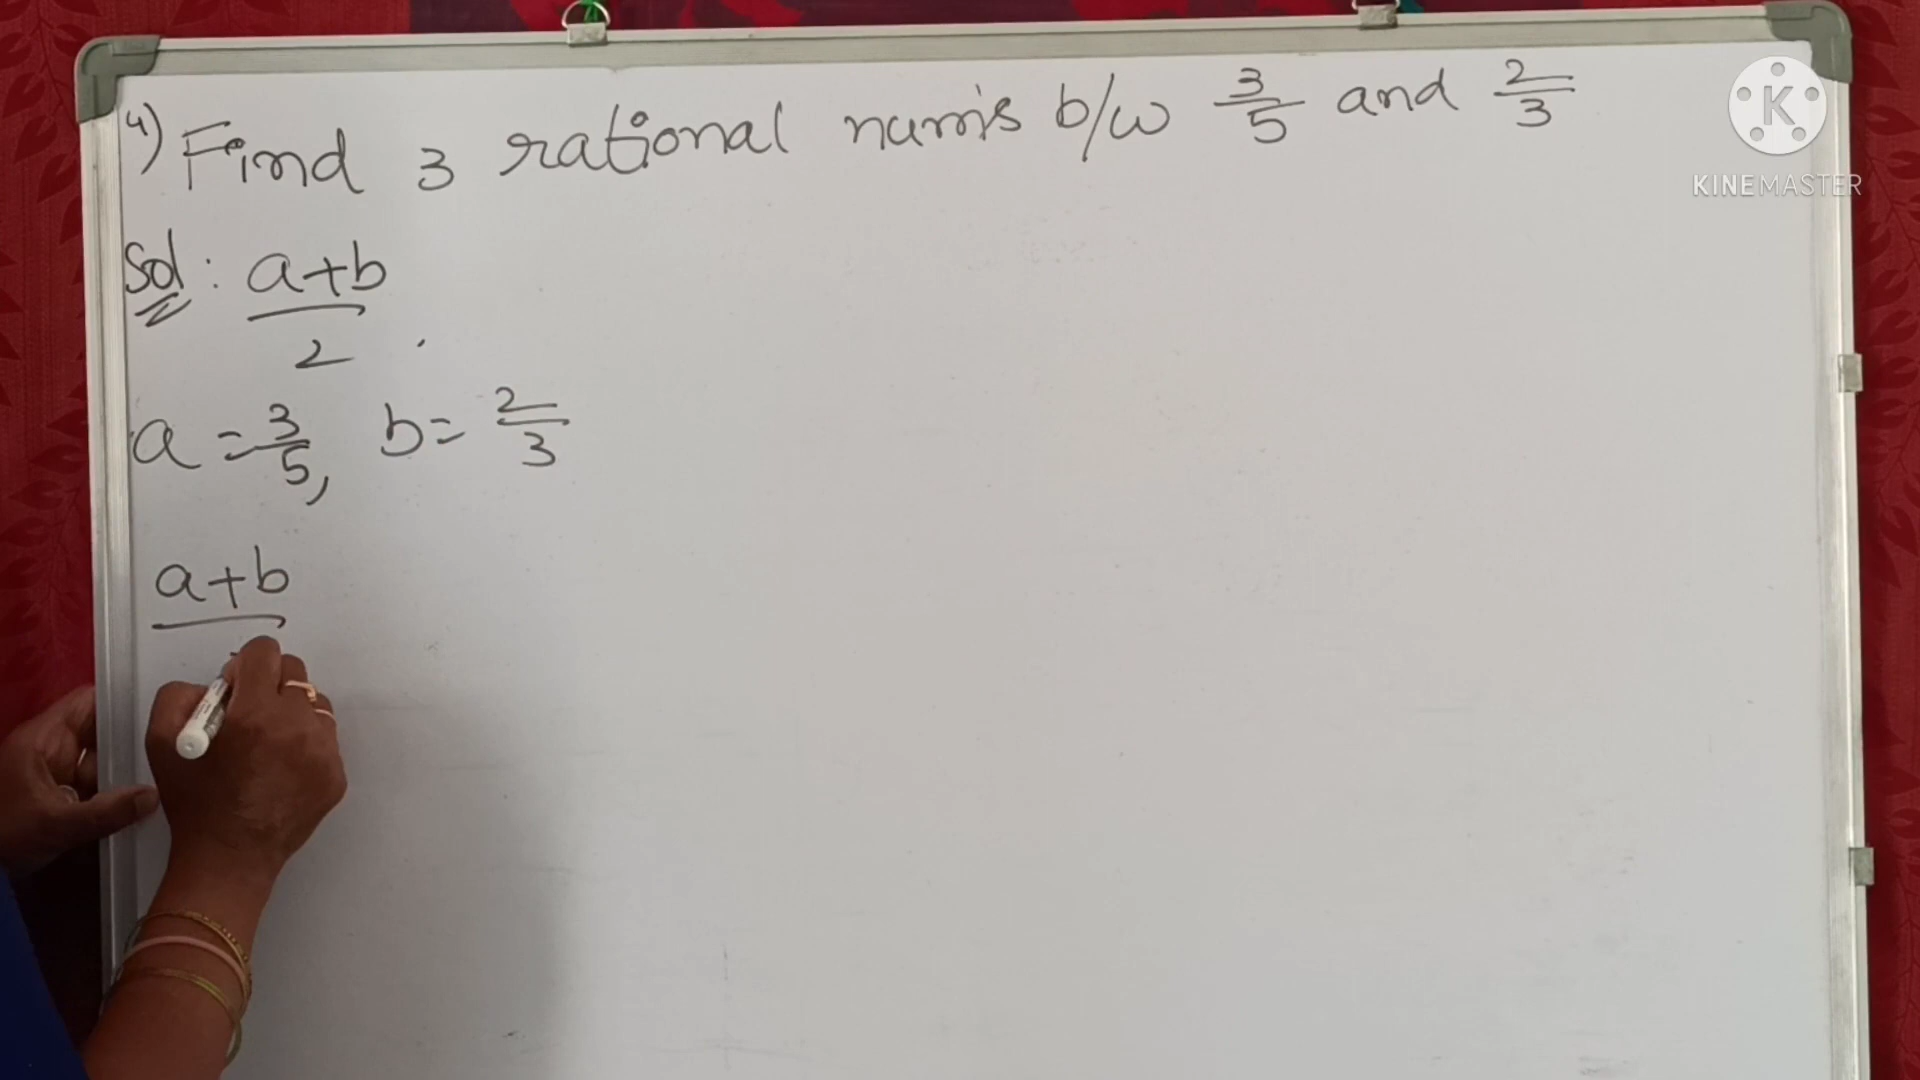 4) Find 3 rational num's b/w 3/5 and 2/3
Sol: a+b
2
a = 3/5, b = 2/3
a+b
K
KINEMASTER